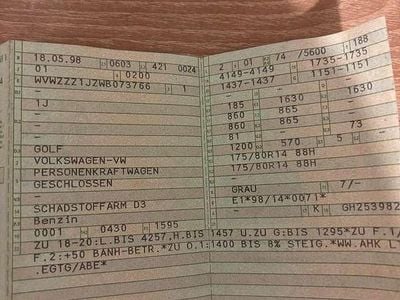 18.05.98 0603 421 0024
01 0200
WVWZZZ1JZWB073766 1
-
1J
-
-
GOLF
VOLKSWAGEN-VW
PERSONENKRAFTWAGEN
GESCHLOSSEN
-
SCHADSTOFFARM D3
Benzin
0001 0430 1595
2 01 74 /5600 188
4149-4149 1735-1735
1437-1437 1151-1151
-
185 1630
860 1630
860 865 -
81 - 73
1200 570 5
175/80R14 88H
175/80R14 88H
-
-
GRAU 7/-
E1*98/14*0071*
- K GH253982
ZU 18-20:L.BIS 4257,H.BIS 1457 U.ZU G:BIS 1295*ZU F.1/
F.2:+50 BANH-BETR.*ZU O.1:1400 BIS 8% STEIG.*WW.AHK L
.EGTG/ABE*